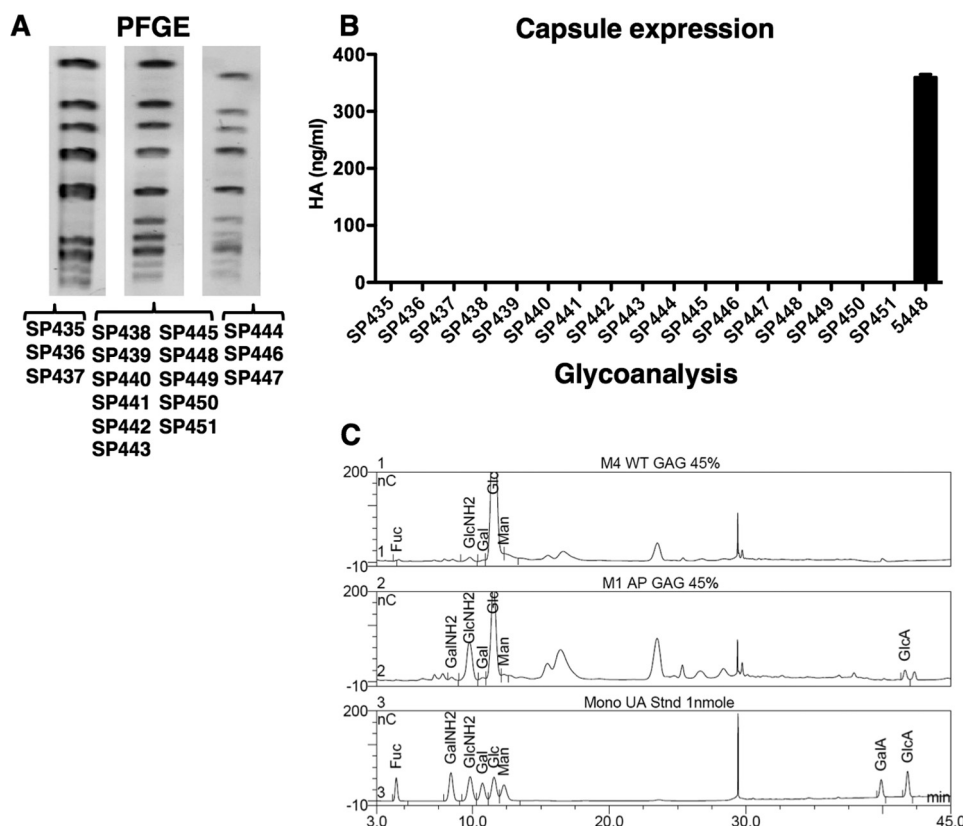 A
PFGE
SP435
SP436
SP437
SP438 SP445
SP439 SP448
SP440 SP449
SP441 SP450
SP442 SP451
SP443
SP444
SP446
SP447
B
Capsule expression
HA (ng/ml)
400
300
200
100
0
SP435
SP436
SP437
SP438
SP439
SP440
SP441
SP442
SP443
SP444
SP445
SP446
SP447
SP448
SP449
SP450
SP451
5448
Glycoanalysis
C
M4 WT GAG 45%
200
1
nC
1
-10
Fuc
GlcNH2
Gal
Glc
Man
M1 AP GAG 45%
200
2
nC
2
-10
GalNH2
GlcNH2
Gal
Glc
Man
GlcA
Mono UA Stnd 1nmole
200
3
nC
3
-10
Fuc
GalNH2
GlcNH2
Gal
Glc
Man
GalA
GlcA
min
3.0 10.0 20.0 30.0 45.0